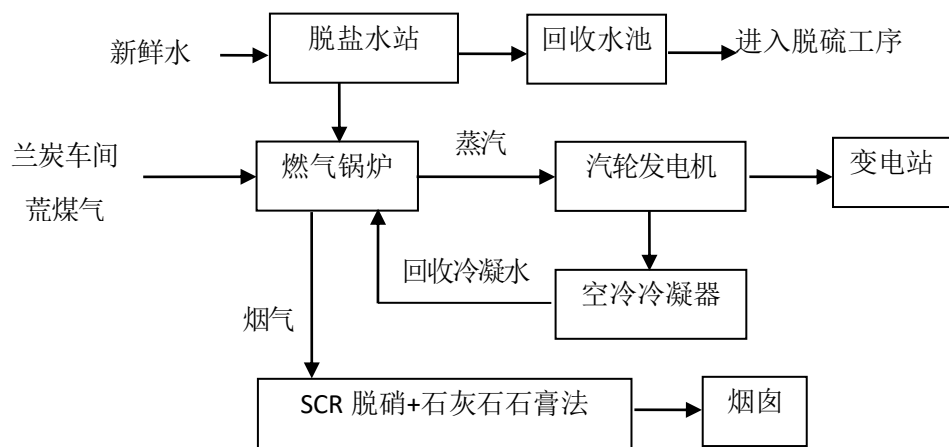 新鲜水
脱盐水站
回收水池
进入脱硫工序
兰炭车间
荒煤气
燃气锅炉
蒸汽
汽轮发电机
变电站
回收冷凝水
空冷冷凝器
烟气
SCR 脱硝+石灰石石膏法
烟囱